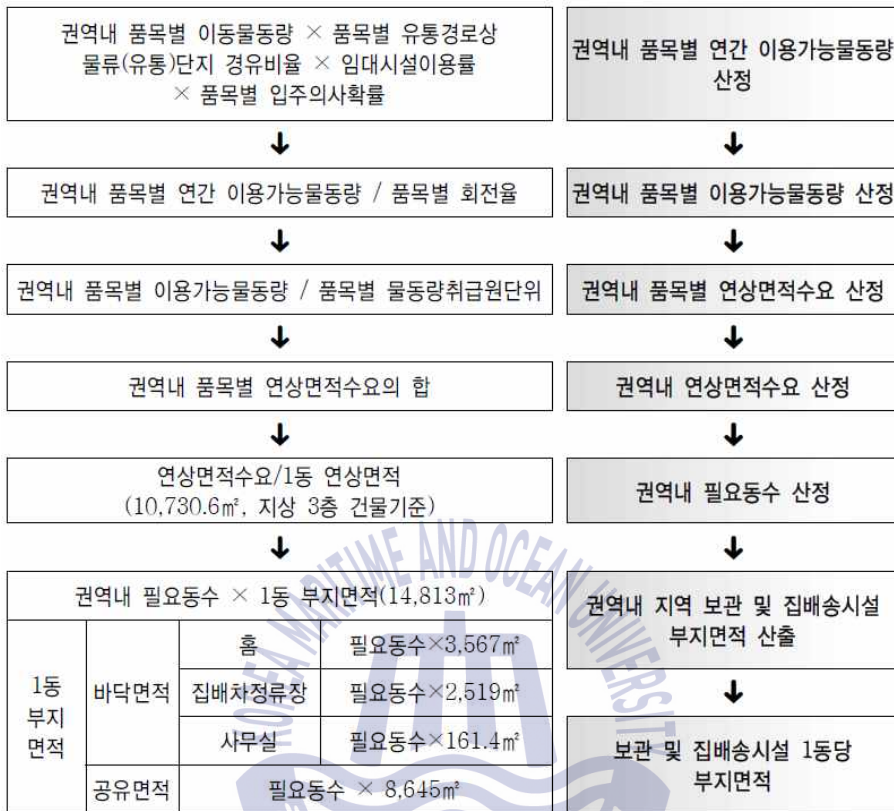 권역내 품목별 이동물동량 × 품목별 유통경로상
물류(유통)단지 경유비율 × 임대시설이용률
× 품목별 입주의사확률
권역내 품목별 연간 이용가능물동량
산정
권역내 품목별 연간 이용가능물동량 / 품목별 회전율
권역내 품목별 이용가능물동량 산정
권역내 품목별 이용가능물동량 / 품목별 물동량취급원단위
권역내 품목별 연상면적수요 산정
권역내 품목별 연상면적수요의 합
권역내 연상면적수요 산정
연상면적수요/1동 연상면적
(10,730.6㎡, 지상 3층 건물기준)
권역내 필요동수 산정
권역내 필요동수 × 1동 부지면적(14,813㎡)
1동
부지
면적
바닥면적
홈
필요동수×3,567㎡
집배차정류장
필요동수×2,519㎡
사무실
필요동수×161.4㎡
공유면적
필요동수 × 8,645㎡
권역내 지역 보관 및 집배송시설
부지면적 산출
보관 및 집배송시설 1동당
부지면적
KOREA MARITIME AND OCEAN UNIVERSITY